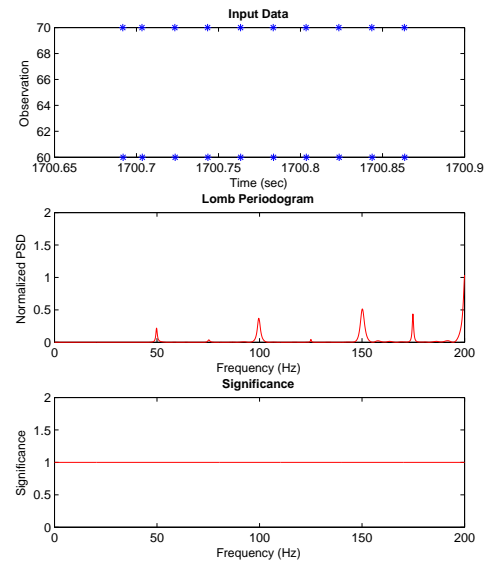 Input Data
Observation
70
68
66
64
62
60
1700.65 1700.7 1700.75 1700.8 1700.85 1700.9
Time (sec)
Lomb Periodogram
Normalized PSD
2
1.5
1
0.5
0
0 50 100 150 200
Frequency (Hz)
Significance
Significance
2
1.5
1
0.5
0
0 50 100 150 200
Frequency (Hz)